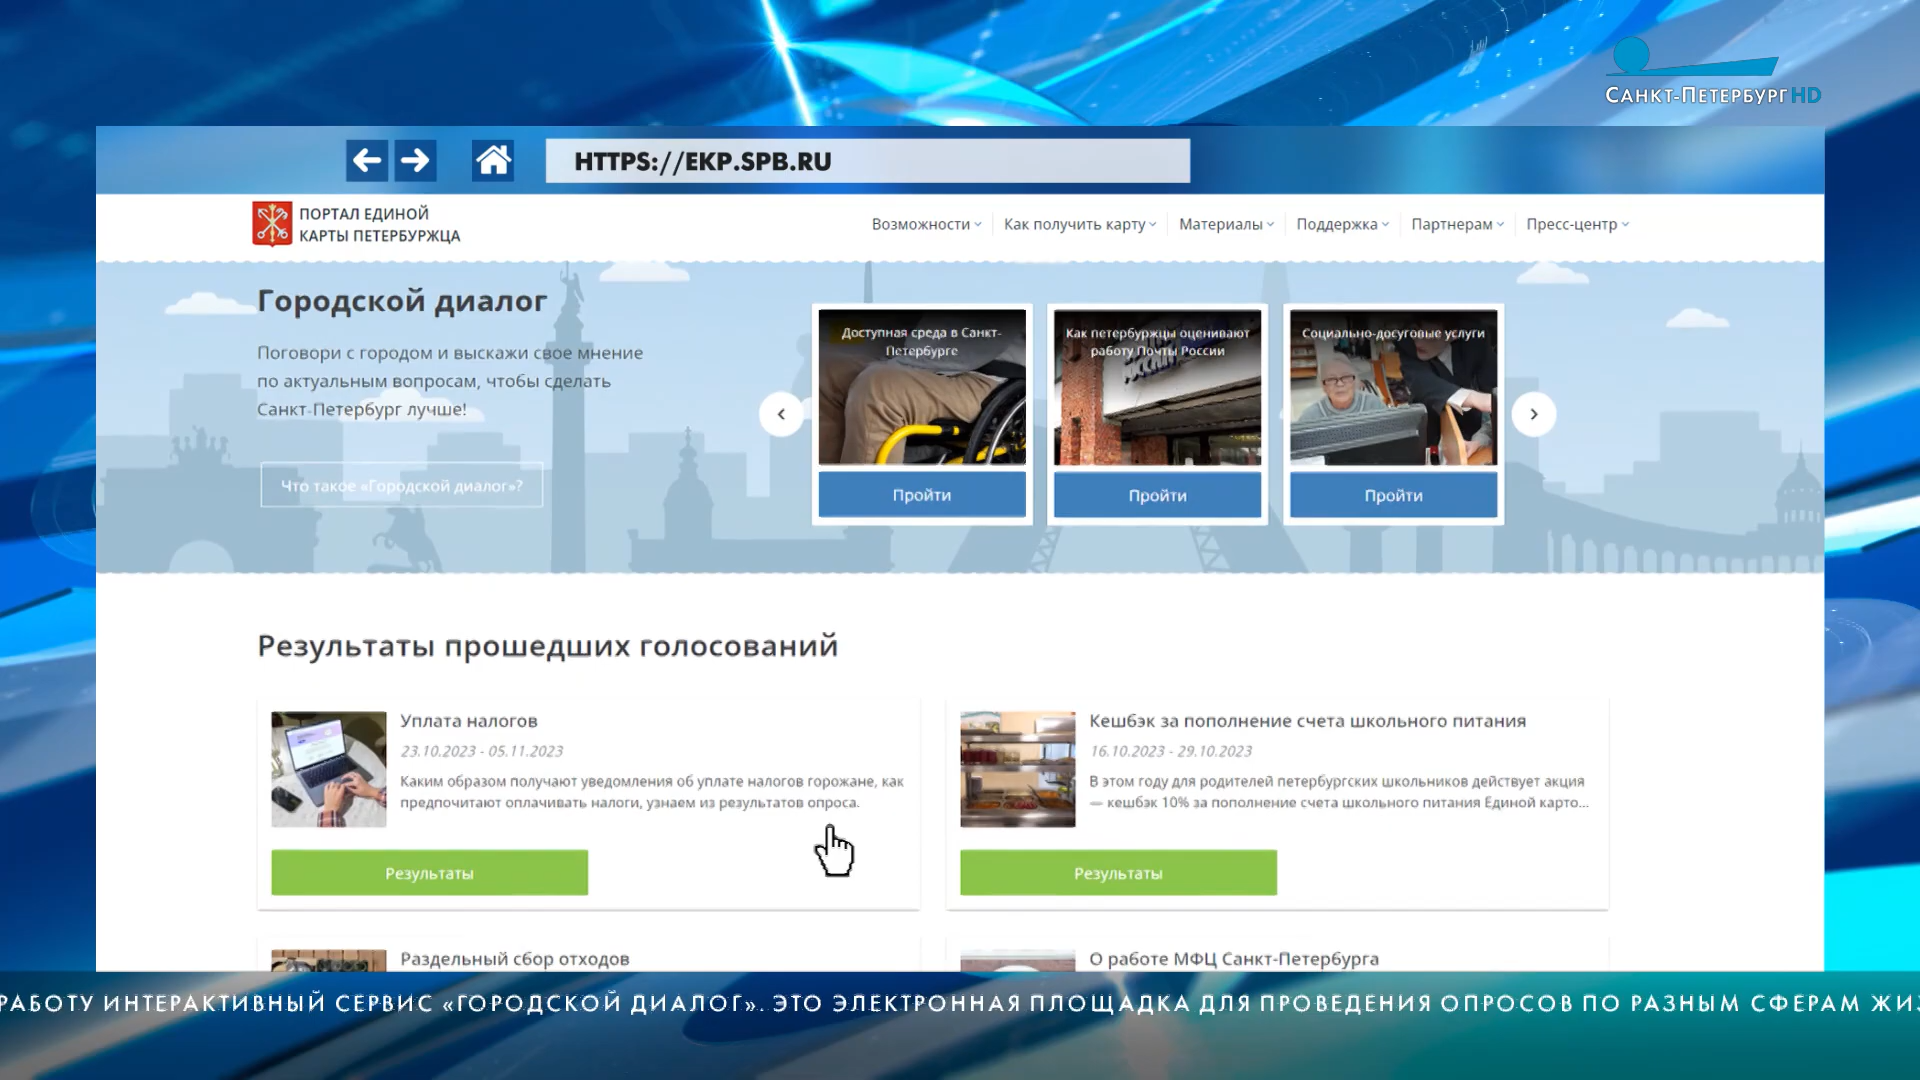 САНКТ-ПЕТЕРБУРГ HD
HTTPS://EKP.SPB.RU
ПОРТАЛ ЕДИНОЙ
КАРТЫ ПЕТЕРБУРЖЦА
Возможности
Как получить карту
Материалы
Поддержка
Партнерам
Пресс-центр
Городской диалог
Поговори с городом и выскажи свое мнение
по актуальным вопросам, чтобы сделать
Санкт-Петербург лучше!
Что такое «Городской диалог»?
Доступная среда в Санкт-
Петербурге
Пройти
Как петербуржцы оценивают
работу Почты России
Пройти
Социально-досуговые услуги
Пройти
Результаты прошедших голосований
Уплата налогов
23.10.2023 - 05.11.2023
Каким образом получают уведомления об уплате налогов горожане, как
предпочитают оплачивать налоги, узнаем из результатов опроса.
Результаты
Кешбэк за пополнение счета школьного питания
16.10.2023 - 29.10.2023
В этом году для родителей петербургских школьников действует акция
— кешбэк 10% за пополнение счета школьного питания Единой карто...
Результаты
Раздельный сбор отходов
О работе МФЦ Санкт-Петербурга
РАБОТУ ИНТЕРАКТИВНЫЙ СЕРВИС «ГОРОДСКОЙ ДИАЛОГ». ЭТО ЭЛЕКТРОННАЯ ПЛОЩАДКА ДЛЯ ПРОВЕДЕНИЯ ОПРОСОВ ПО РАЗНЫМ СФЕРАМ